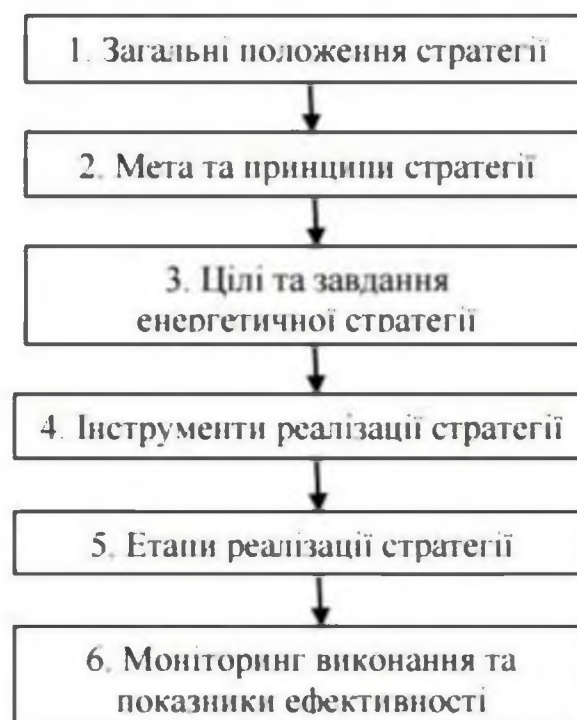 1. Загальні положення стратегії
2. Мета та принципи стратегії
3. Цілі та завдання
енергетичної стратегії
4. Інструменти реалізації стратегії
5. Етапи реалізації стратегії
6. Моніторинг виконання та
показники ефективності